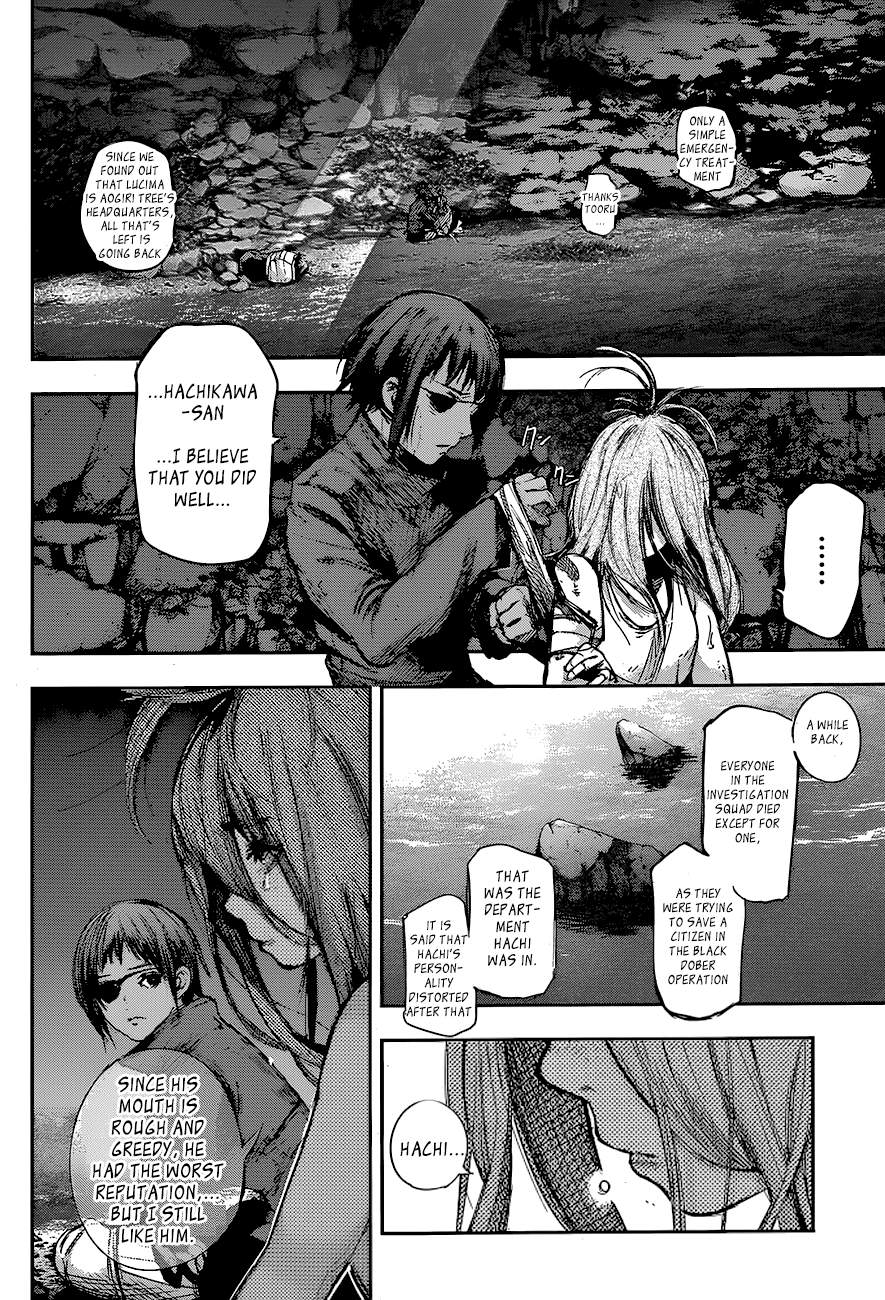 ONLY A
SIMPLE
EMERGEN-
CY TREAT-
MENT
THANKS
TOORU
...
SINCE WE
FOUND OUT
THAT LUCIMA
IS AOGIRI TREE'S
HEADQUARTERS,
ALL THAT'S
LEFT IS
GOING BACK
......
クン
クン
...HACHIKAWA
-SAN
...I BELIEVE
THAT YOU DID
WELL...
A WHILE
BACK,
EVERYONE
IN THE
INVESTIGATION
SQUAD DIED
EXCEPT FOR
ONE,
AS THEY
WERE TRYING
TO SAVE A
CITIZEN IN
THE BLACK
DOBER
OPERATION
THAT
WAS THE
DEPART-
MENT
HACHI
WAS IN.
IT IS
SAID THAT
HACHI'S
PERSON-
ALITY
DISTORTED
AFTER THAT
SINCE HIS
MOUTH IS
ROUGH AND
GREEDY, HE
HAD THE WORST
REPUTATION,...
BUT I STILL
LIKE HIM.
HACHI...